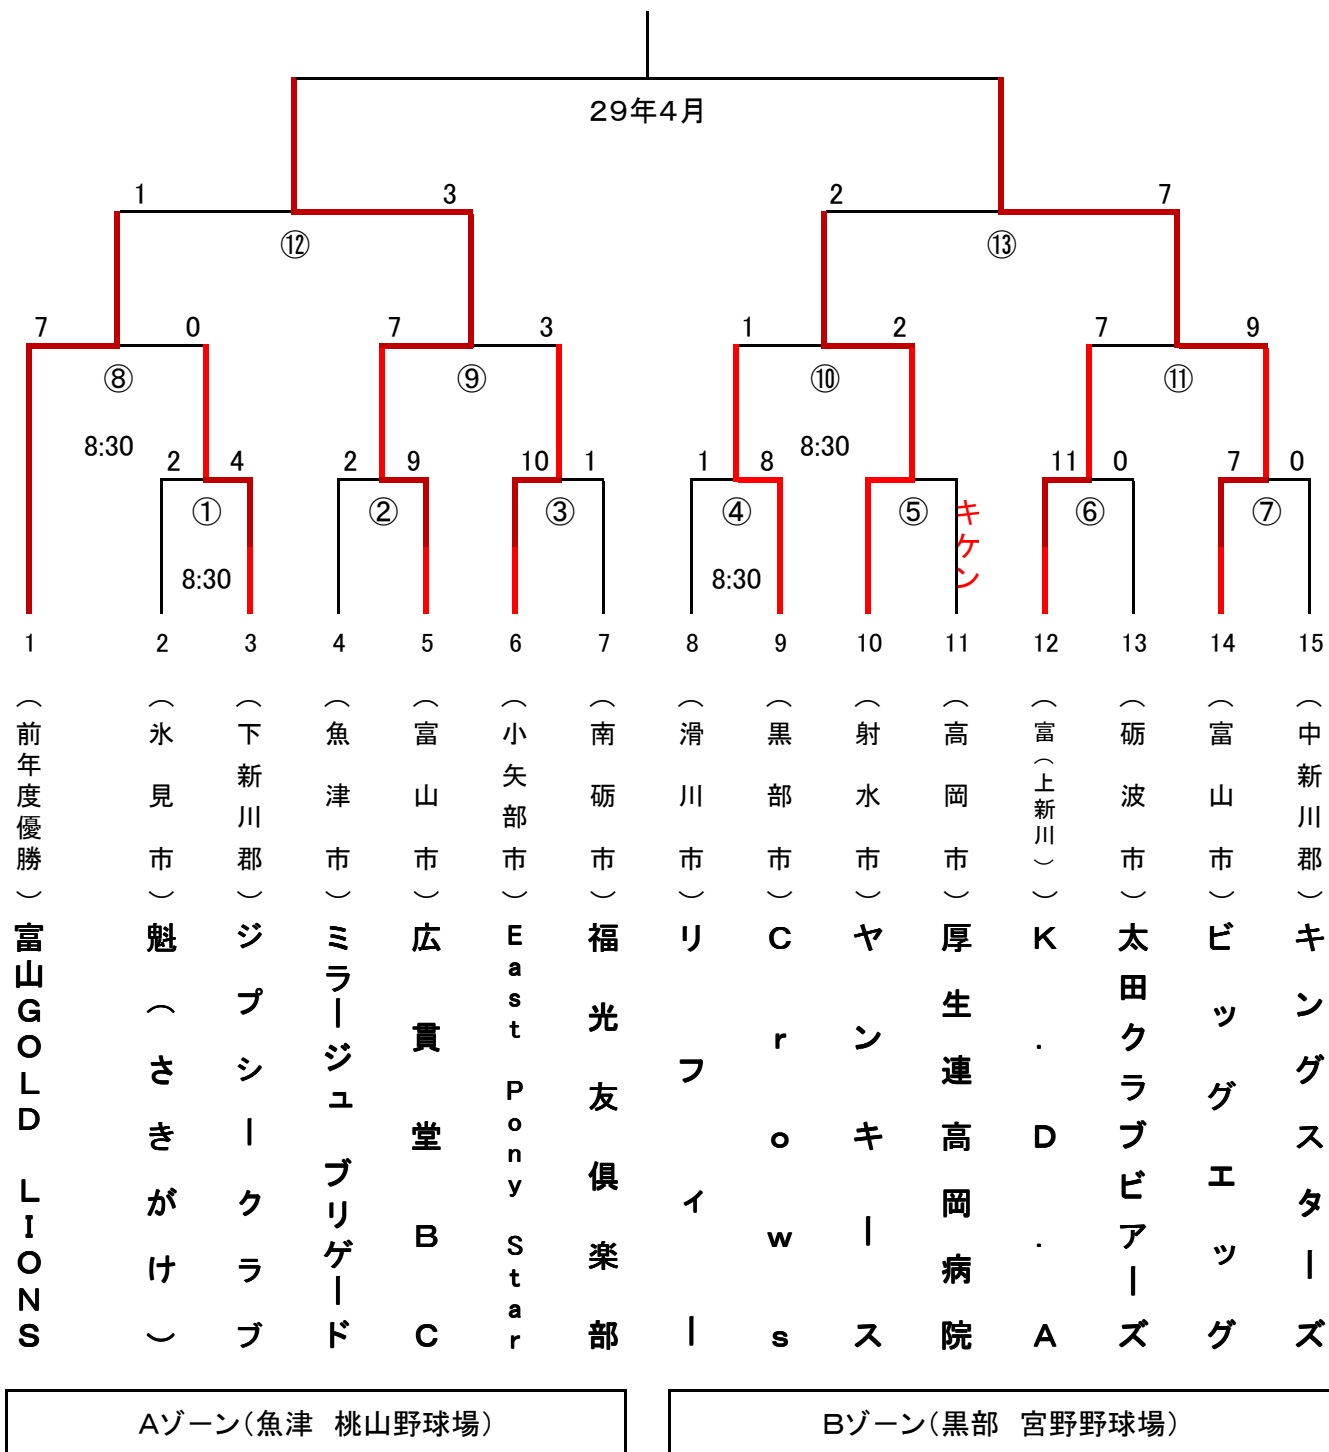 29年4月
1 3 2 7
⑫ ⑬
7 0 7 3 1 2 7 9
⑧ ⑨ ⑩ ⑪
8:30 8:30
2 4 2 9 10 1 1 8 11 0 7 0
① ② ③ ④ ⑤ ⑥ ⑦
キケン
8:30 8:30
1 2 3 4 5 6 7 8 9 10 11 12 13 14 15
（前年度優勝）富山GOLD LIONS
（氷見市）魁（さきがけ）
（下新川郡）ジプシークラブ
（魚津市）ミラージュ ブリゲード
（富山市）広貫堂BC
（小矢部市）East Pony Star
（南砺市）福光友倶楽部
（滑川市）リフィー
（黒部市）Crows
（射水市）ヤンキース
（高岡市）厚生連高岡病院
（富（上新川））K.D.A
（砺波市）太田クラブビアーズ
（富山市）ビッグエッグ
（中新川郡）キングスターズ
Aゾーン（魚津 桃山野球場）
Bゾーン（黒部 宮野野球場）